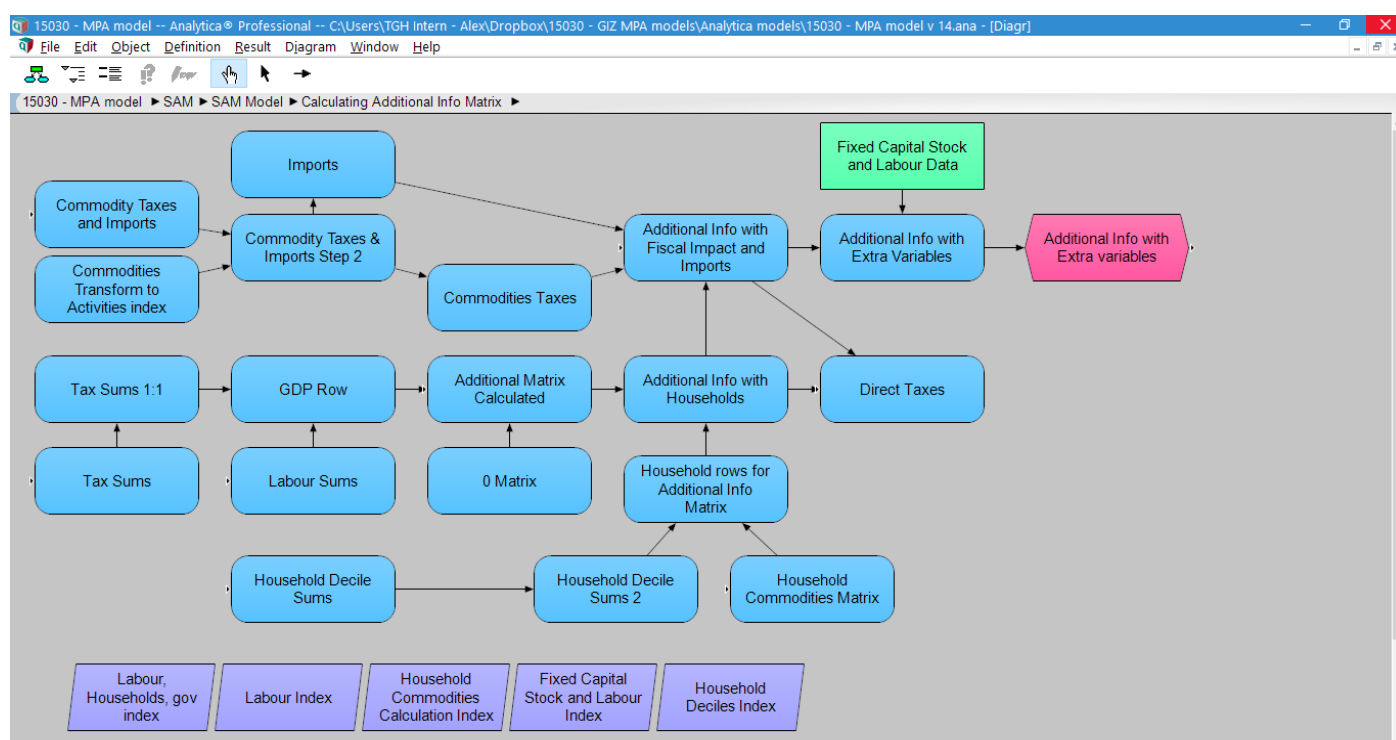 15030 - MPA model -- Analytica® Professional -- C:\Users\TGH Intern - Alex\Dropbox\15030 - GIZ MPA models\Analytica models\15030 - MPA model v 14.ana - [Diagr]
File Edit Object Definition Result Diagram Window Help
15030 - MPA model ► SAM ► SAM Model ► Calculating Additional Info Matrix ►
Imports
Fixed Capital Stock
and Labour Data
Commodity Taxes
and Imports
Commodity Taxes &
Imports Step 2
Additional Info with
Fiscal Impact and
Imports
Additional Info with
Extra Variables
Additional Info with
Extra variables
Commodities
Transform to
Activities index
Commodities Taxes
Tax Sums 1:1
GDP Row
Additional Matrix
Calculated
Additional Info with
Households
Direct Taxes
Tax Sums
Labour Sums
0 Matrix
Household rows for
Additional Info
Matrix
Household Decile
Sums
Household Decile
Sums 2
Household
Commodities Matrix
Labour,
Households, gov
index
Labour Index
Household
Commodities
Calculation Index
Fixed Capital
Stock and Labour
Index
Household
Deciles Index